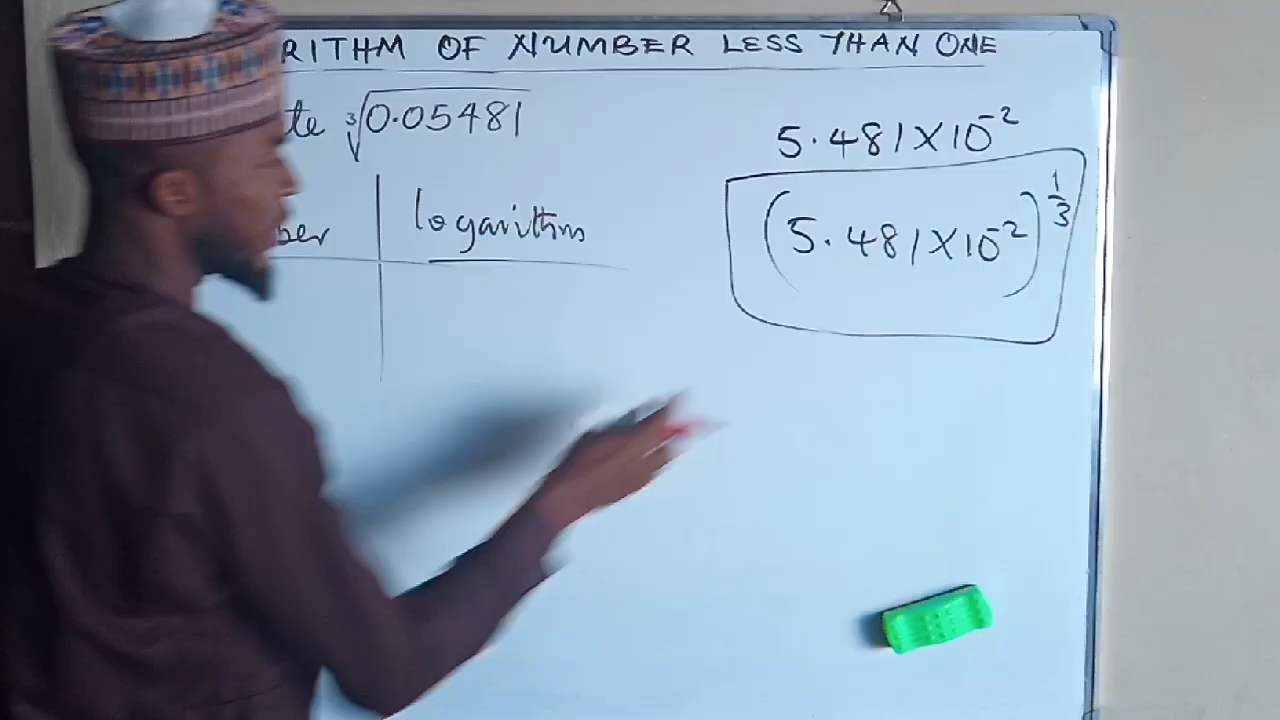 RITHM OF NUMBER LESS THAN ONE
te ∛0.05481
5.481×10⁻²
ber | logarithm
(5.481×10⁻²)^(1/3)